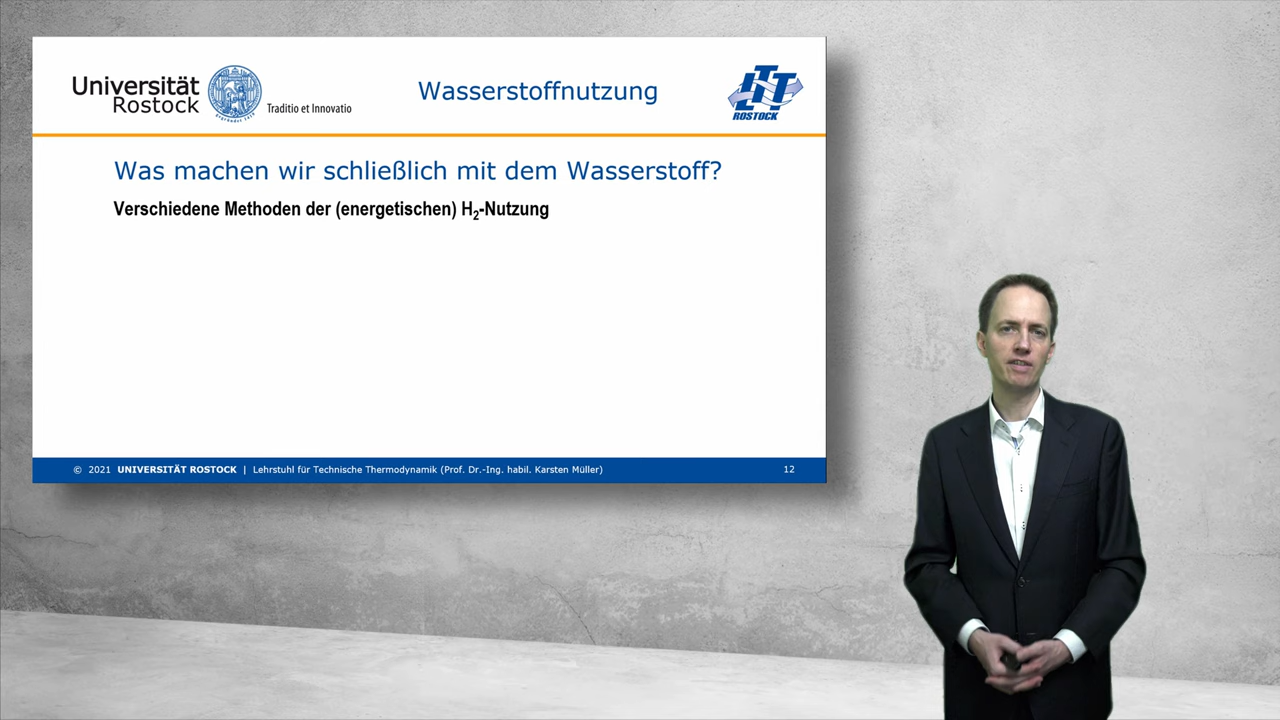 Universität
Rostock
Traditio et Innovatio
Wasserstoffnutzung
LTT
ROSTOCK
Was machen wir schließlich mit dem Wasserstoff?
Verschiedene Methoden der (energetischen) H₂-Nutzung
© 2021 UNIVERSITÄT ROSTOCK | Lehrstuhl für Technische Thermodynamik (Prof. Dr.-Ing. habil. Karsten Müller)
12